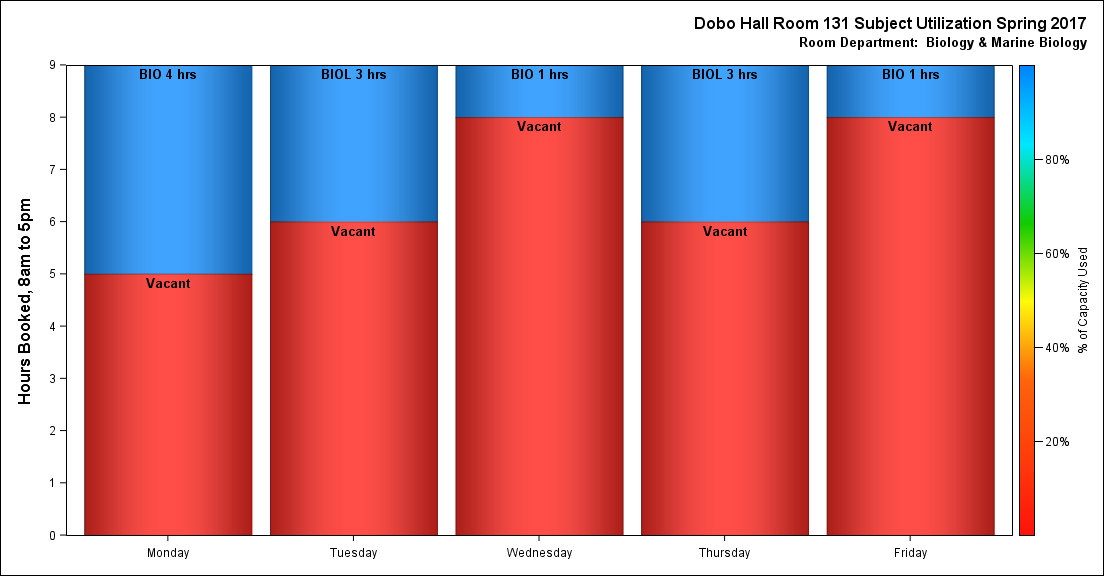 Dobo Hall Room 131 Subject Utilization Spring 2017
Room Department:  Biology & Marine Biology
Hours Booked, 8am to 5pm
9
8
7
6
5
4
3
2
1
0
BIO 4 hrs
Vacant
BIOL 3 hrs
Vacant
BIO 1 hrs
Vacant
BIOL 3 hrs
Vacant
BIO 1 hrs
Vacant
Monday
Tuesday
Wednesday
Thursday
Friday
80%
60%
40%
20%
% of Capacity Used